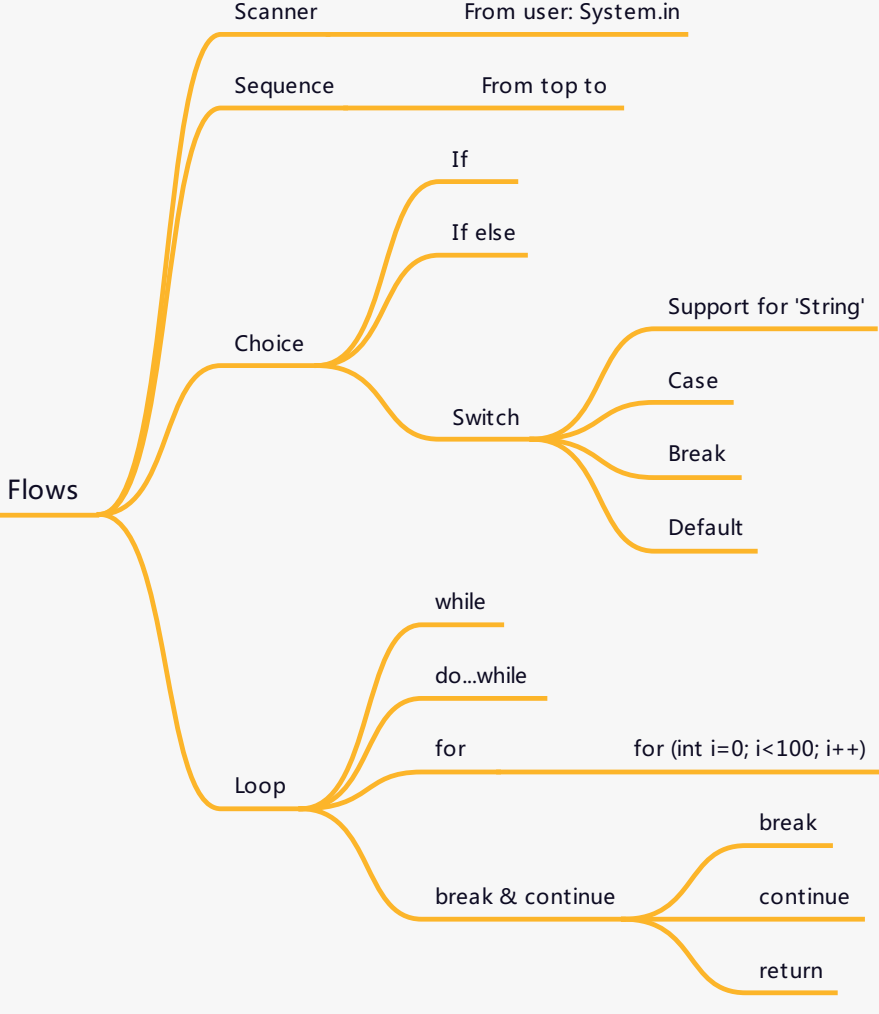 Scanner
From user: System.in
Sequence
From top to
If
If else
Support for 'String'
Choice
Case
Switch
Break
Flows
Default
while
do...while
for
for (int i=0; i<100; i++)
Loop
break
break & continue
continue
return